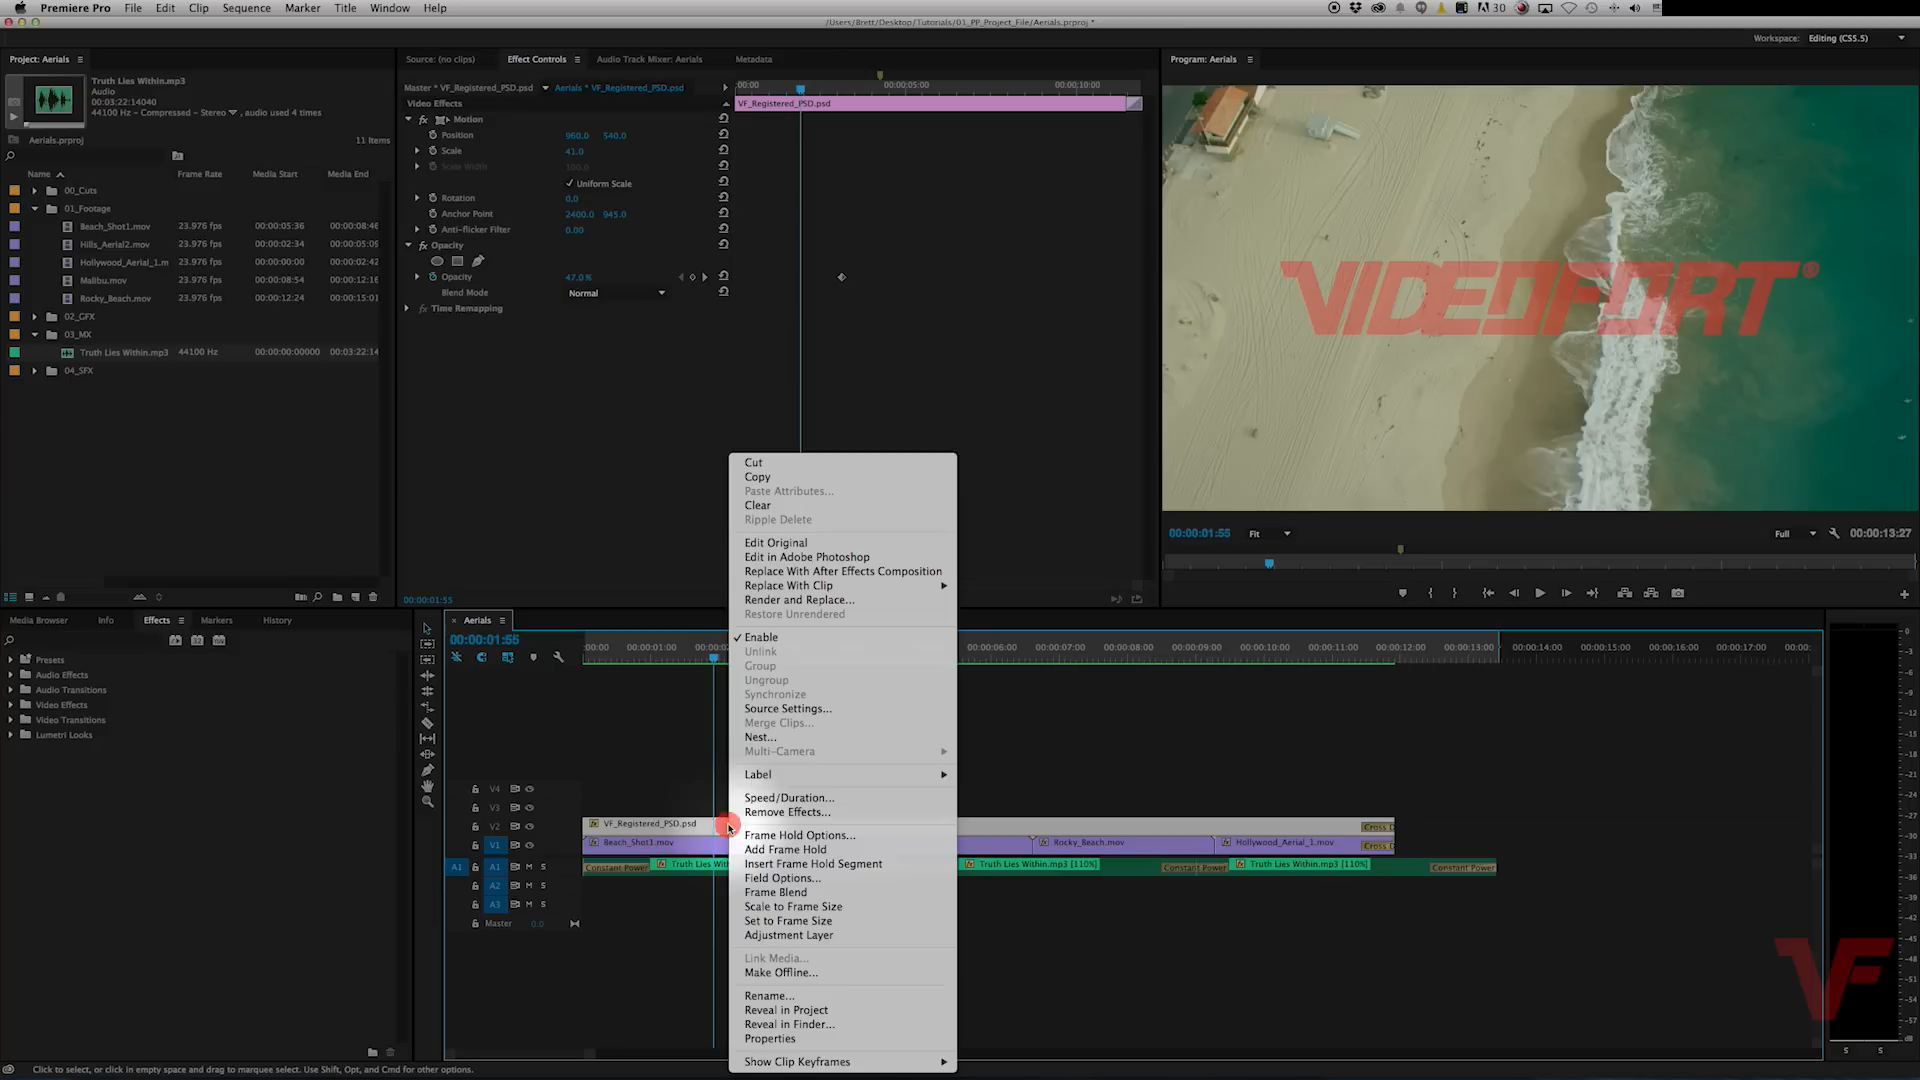 Premiere Pro File Edit Clip Sequence Marker Title Window Help
30
/Users/Brett/Desktop/Tutorials/01_PP_Project_File/Aerials.prproj *
Workspace: Editing (CS5.5)
Project: Aerials
Truth Lies Within.mp3
Audio
00:03:22:14040
44100 Hz - Compressed - Stereo , audio used 4 times
Aerials.prproj 11 Items
Name Frame Rate Media Start Media End
00_Cuts
01_Footage
Beach_Shot1.mov 23.976 fps 00:00:05:36 00:00:08:46
Hills_Aerial2.mov 23.976 fps 00:00:02:34 00:00:05:09
Hollywood_Aerial_1.m 23.976 fps 00:00:00:00 00:00:02:42
Malibu.mov 23.976 fps 00:00:08:54 00:00:12:16
Rocky_Beach.mov 23.976 fps 00:00:12:24 00:00:15:01
02_GFX
03_MX
Truth Lies Within.mp3 44100 Hz 00:00:00:00000 00:03:22:14
04_SFX
Source: (no clips) Effect Controls Audio Track Mixer: Aerials Metadata
Master * VF_Registered_PSD.psd Aerials * VF_Registered_PSD.psd
:00:00 00:00:05:00 00:00:10:00
VF_Registered_PSD.psd
Video Effects
fx Motion
Position 960.0 540.0
Scale 41.0
Scale Width 100.0
Uniform Scale
Rotation 0.0
Anchor Point 2400.0 945.0
Anti-flicker Filter 0.00
fx Opacity
Opacity 47.0 %
Blend Mode Normal
fx Time Remapping
00:00:01:55
Program: Aerials
VIDEOFORT®
00:00:01:55 Fit Full 00:00:13:27
Cut
Copy
Paste Attributes...
Clear
Ripple Delete
Edit Original
Edit in Adobe Photoshop
Replace With After Effects Composition
Replace With Clip
Render and Replace...
Restore Unrendered
Enable
Unlink
Group
Ungroup
Synchronize
Source Settings...
Merge Clips...
Nest...
Multi-Camera
Label
Speed/Duration...
Remove Effects...
Frame Hold Options...
Add Frame Hold
Insert Frame Hold Segment
Field Options...
Frame Blend
Scale to Frame Size
Set to Frame Size
Adjustment Layer
Link Media...
Make Offline...
Rename...
Reveal in Project
Reveal in Finder...
Properties
Show Clip Keyframes
Media Browser Info Effects Markers History
Presets
Audio Effects
Audio Transitions
Video Effects
Video Transitions
Lumetri Looks
Aerials
00:00:01:55
:00:00 00:00:01:00 00:00:06:00 00:00:07:00 00:00:08:00 00:00:09:00 00:00:10:00 00:00:11:00 00:00:12:00 00:00:13:00 00:00:14:00 00:00:15:00 00:00:16:00 00:00:17:00 00:00:
V4
V3
V2 VF_Registered_PSD.psd
V1 Beach_Shot1.mov Rocky_Beach.mov Hollywood_Aerial_1.mov
A1 A1 M S Constant Power Truth Lies With Truth Lies Within.mp3 [110%] Constant Power Truth Lies Within.mp3 [110%] Constant Power
A2 M S
A3 M S
Master 0.0
0
-3
-6
-9
-12
-15
-18
-21
-24
-27
-30
-33
-36
-39
-42
-45
-57
dB
S S
VF
Click to select, or click in empty space and drag to marquee select. Use Shift, Opt, and Cmd for other options.